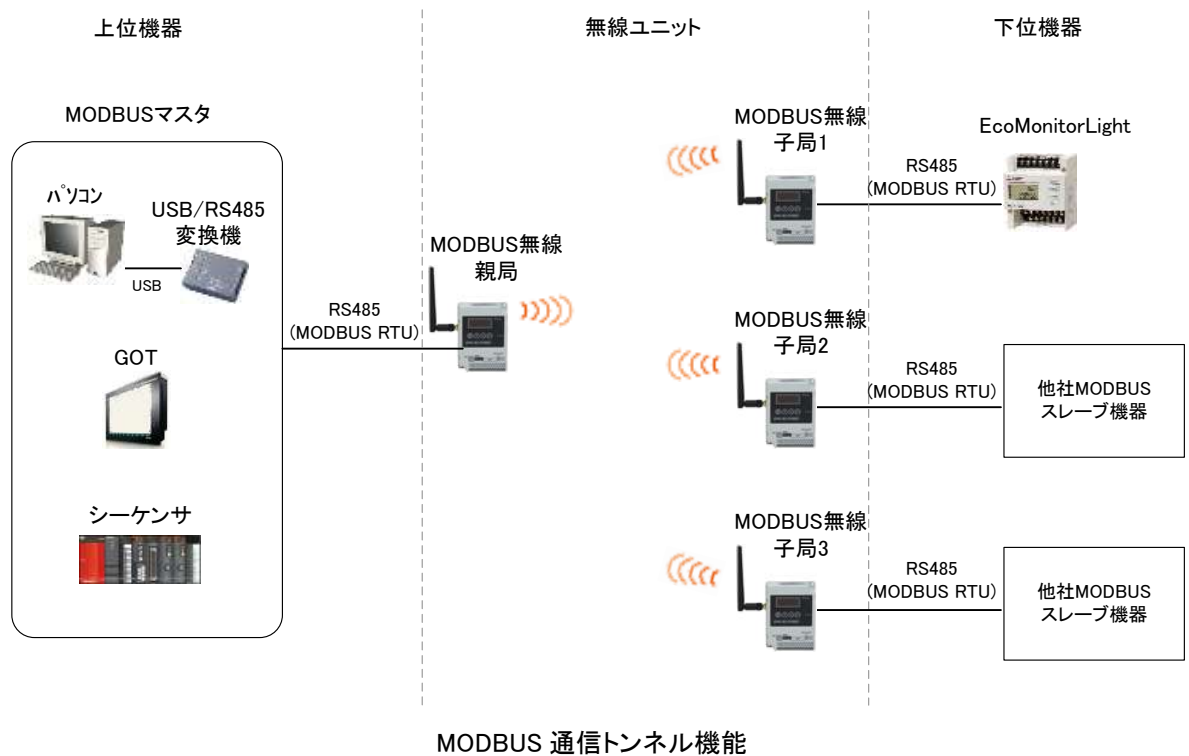 上位機器
無線ユニット
下位機器
MODBUSマスタ
パソコン
USB/RS485
変換機
USB
GOT
シーケンサ
RS485
(MODBUS RTU)
MODBUS無線
親局
MODBUS無線
子局1
RS485
(MODBUS RTU)
EcoMonitorLight
MODBUS無線
子局2
RS485
(MODBUS RTU)
他社MODBUS
スレーブ機器
MODBUS無線
子局3
RS485
(MODBUS RTU)
他社MODBUS
スレーブ機器
MODBUS 通信トンネル機能